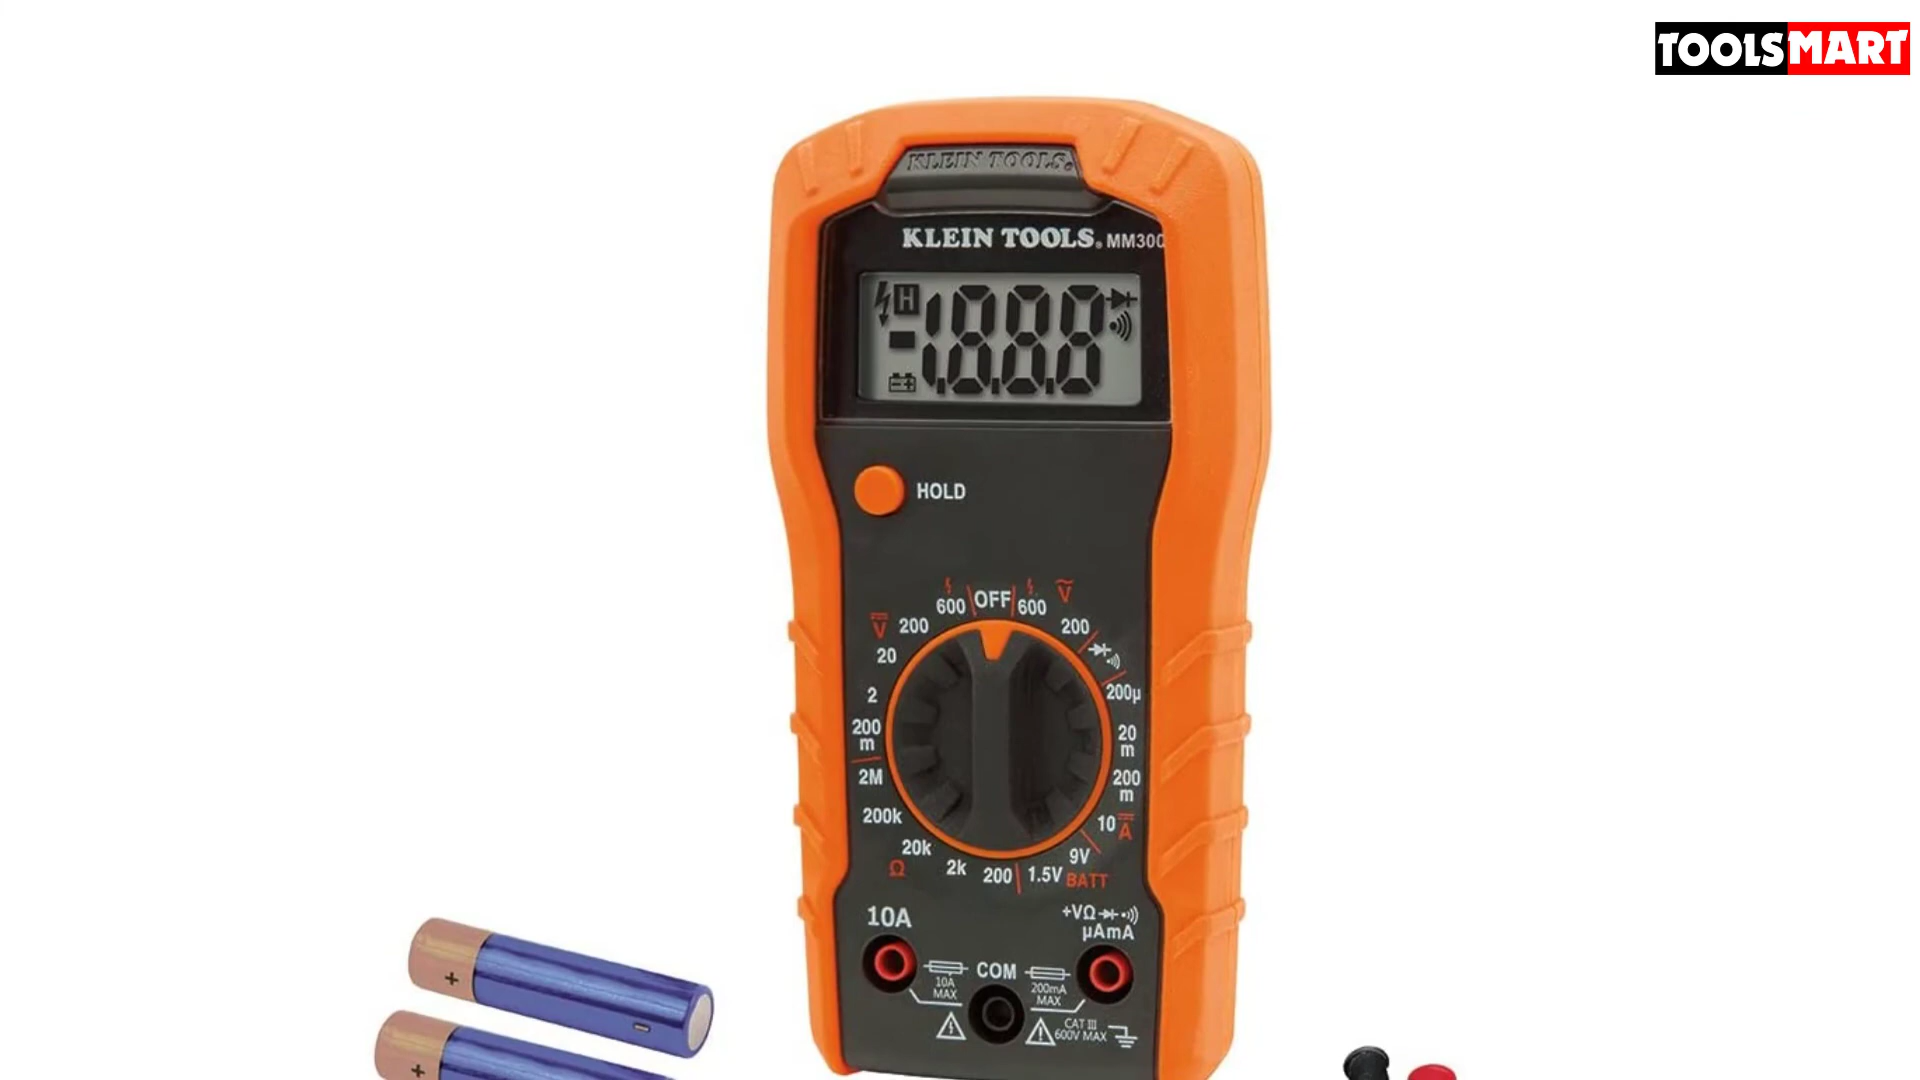 TOOLSMART
KLEIN TOOLS®
KLEIN TOOLS® MM300
H
1.8.8.8
HOLD
600 OFF 600 V
V 200 200
20
2 200µ
200 m 20 m
2M 200 m
200k 10 A
20k 9V
Ω 2k 200 1.5V BATT
10A +VΩ
µAmA
COM
10A MAX 200mA MAX
CAT III
600V MAX
+ -
+